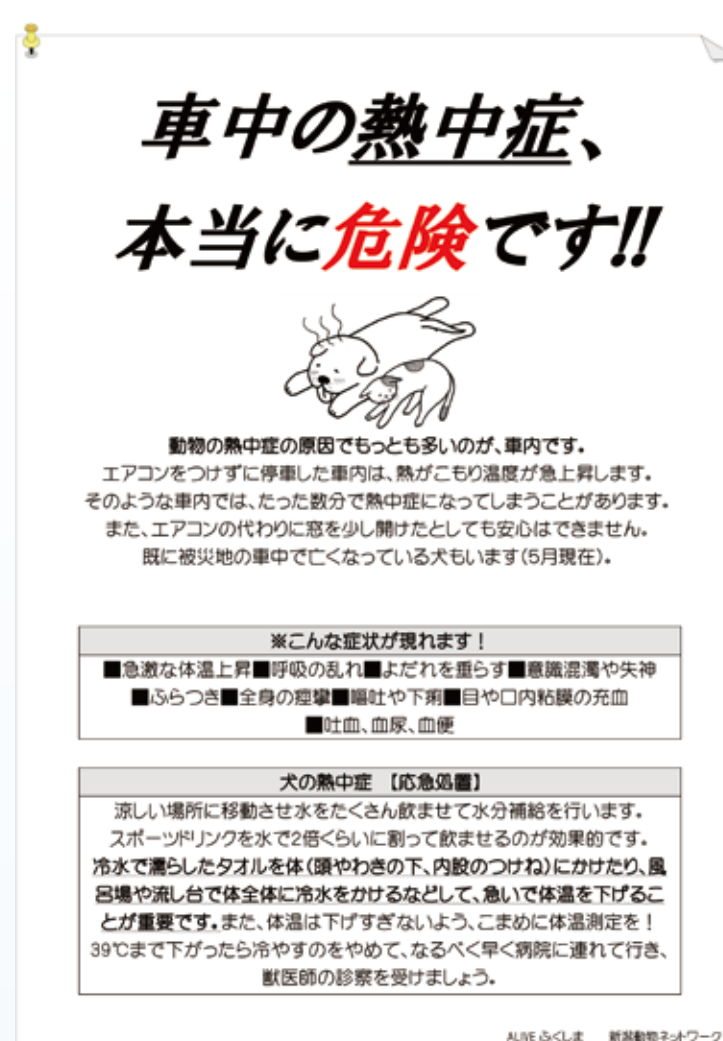 車中の熱中症、
本当に危険です!!
動物の熱中症の原因でもっとも多いのが、車内です。
エアコンをつけずに停車した車内は、熱がこもり温度が急上昇します。
そのような車内では、たった数分で熱中症になってしまうことがあります。
また、エアコンの代わりに窓を少し開けたとしても安心はできません。
既に被災地の車中で亡くなっている犬もいます(5月現在)。
※こんな症状が現れます!
■急激な体温上昇■呼吸の乱れ■よだれを垂らす■意識混濁や失神
■ふらつき■全身の痙攣■嘔吐や下痢■目や口内粘膜の充血
■吐血、血尿、血便
犬の熱中症 【応急処置】
涼しい場所に移動させ水をたくさん飲ませて水分補給を行います。
スポーツドリンクを水で2倍くらいに割って飲ませるのが効果的です。
冷水で濡らしたタオルを体(頭やわきの下、内股のつけね)にかけたり、風
呂場や流し台で体全体に冷水をかけるなどして、急いで体温を下げるこ
とが重要です。また、体温は下げすぎないよう、こまめに体温測定を!
39℃まで下がったら冷やすのをやめて、なるべく早く病院に連れて行き、
獣医師の診察を受けましょう。
ALIVE ふくしま 新潟動物ネットワーク